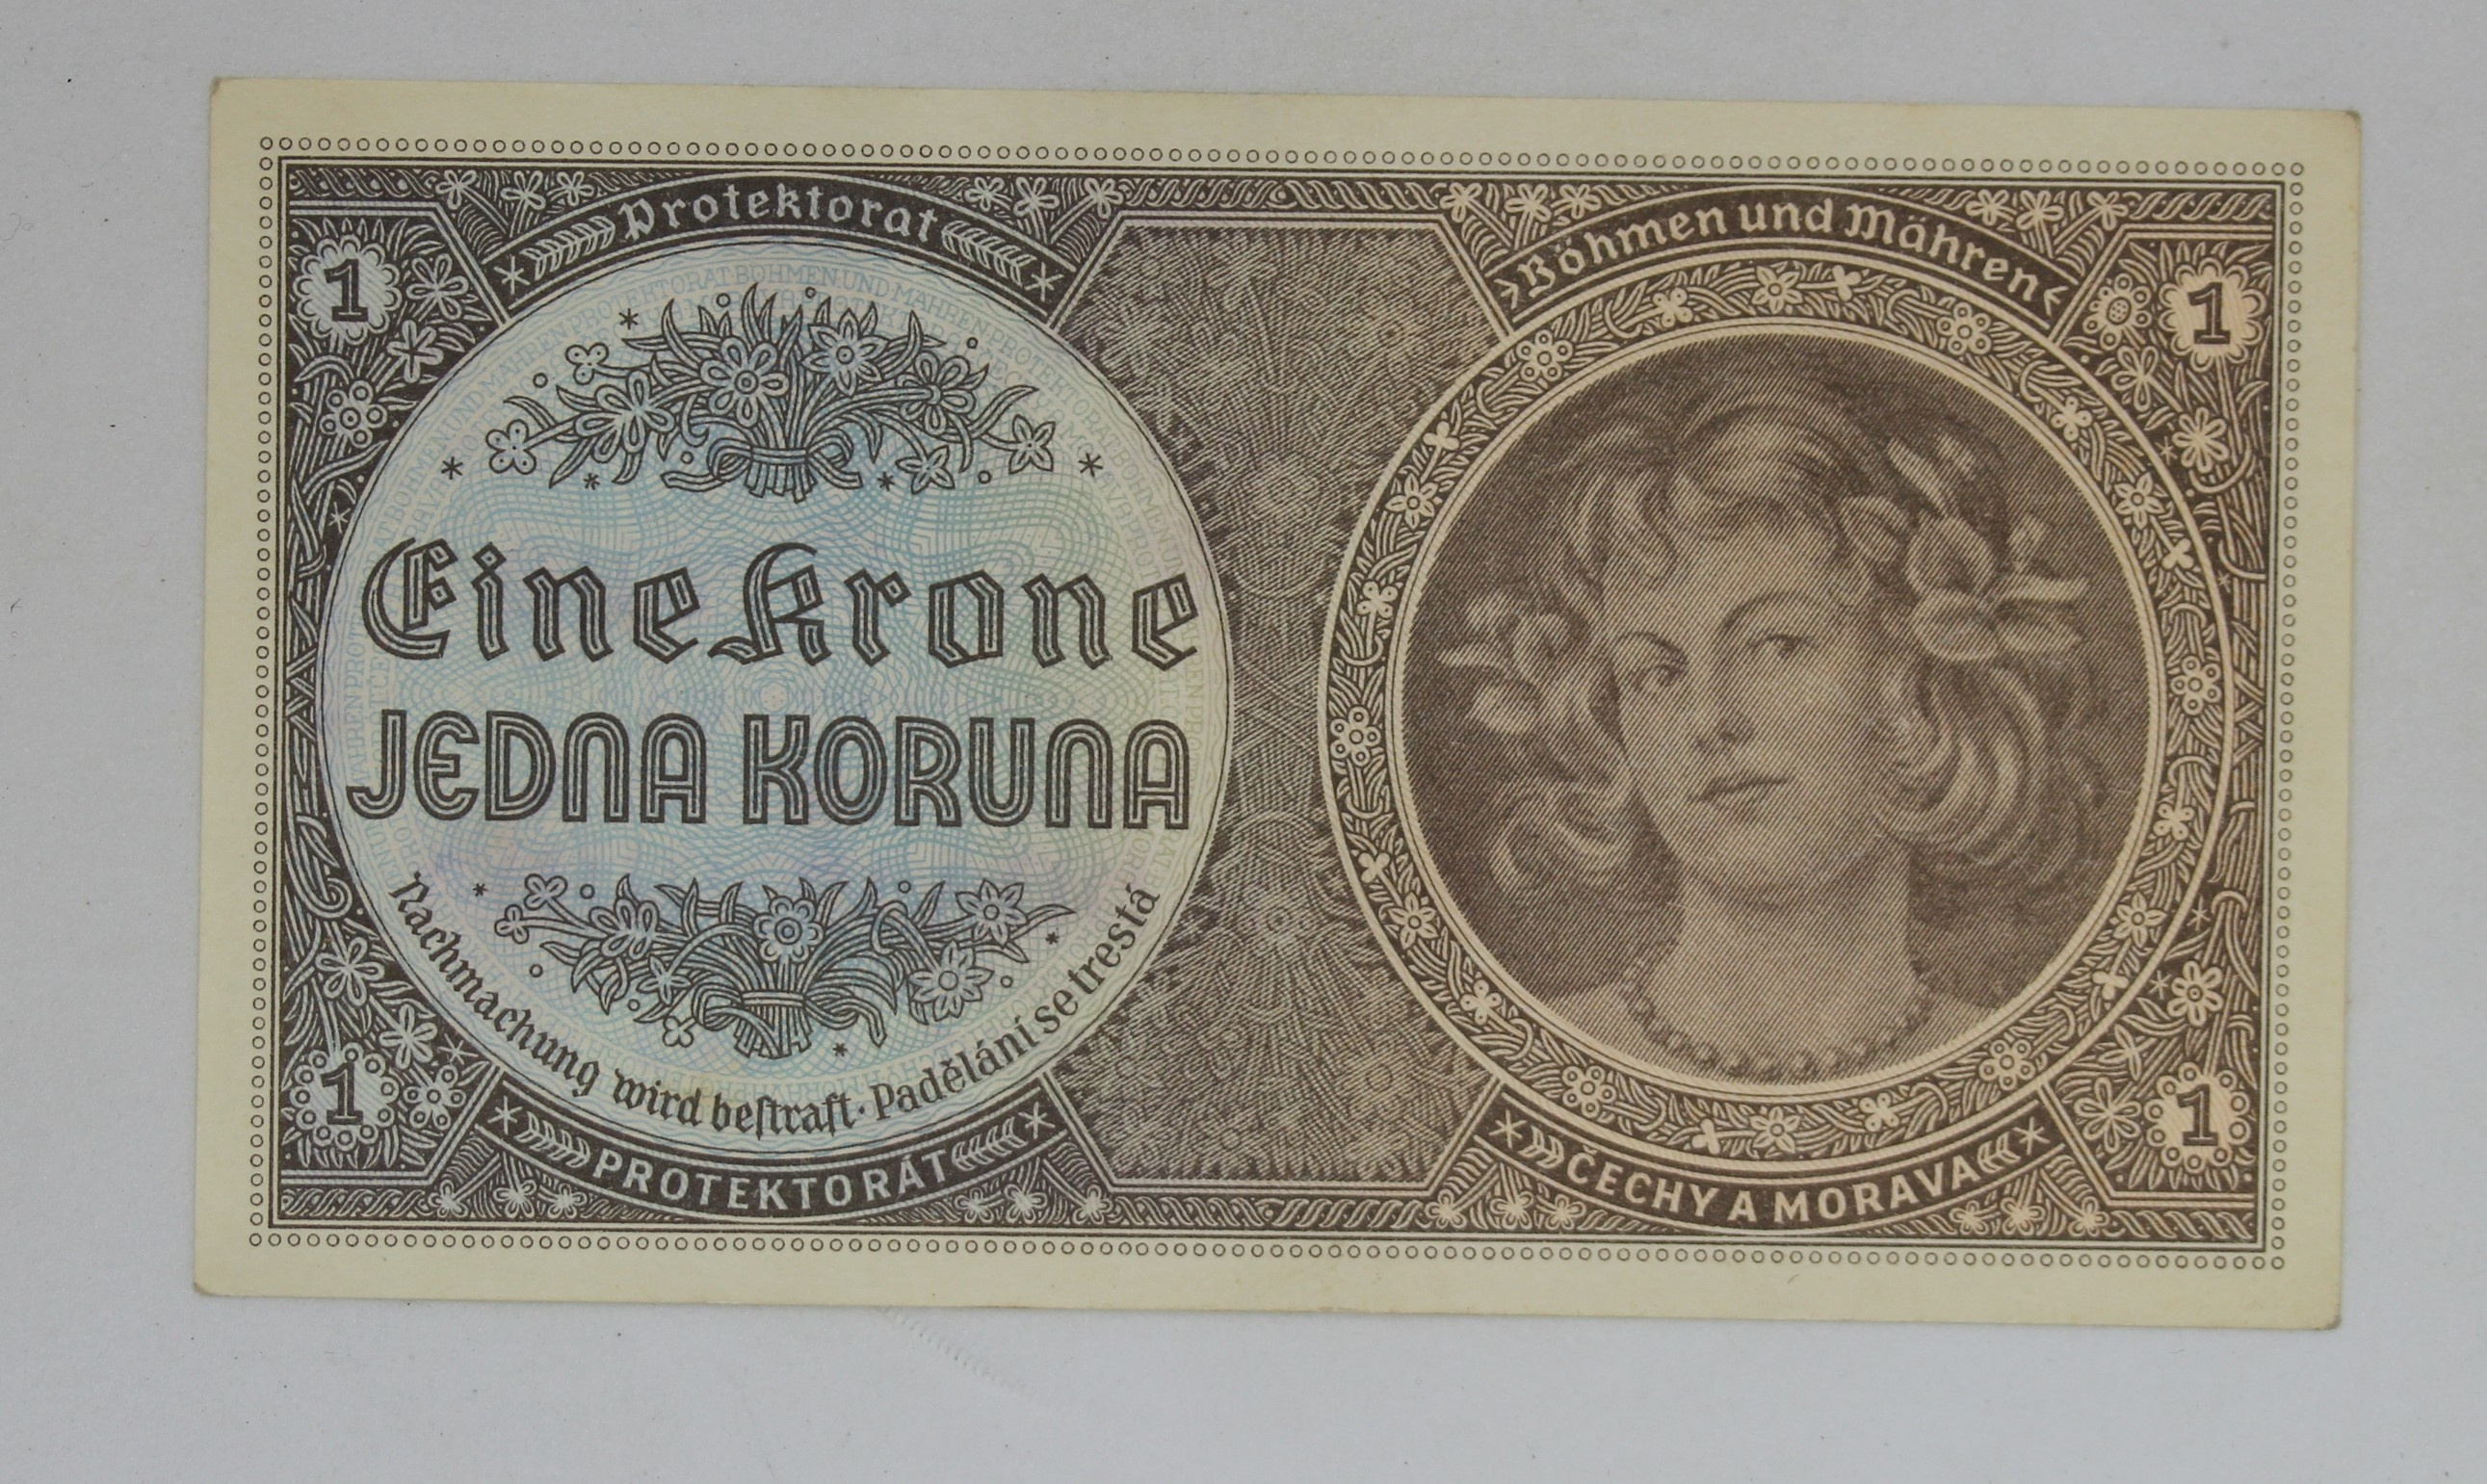 Protektorat
Böhmen und Mähren
1
1
Eine Krone
JEDNA KORUNA
Nachmachung wird bestraft · Padělání se trestá
1
1
PROTEKTORÁT
ČECHY A MORAVA